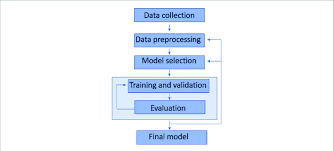 Data collection
Data preprocessing
Model selection
Training and validation
Evaluation
Final model